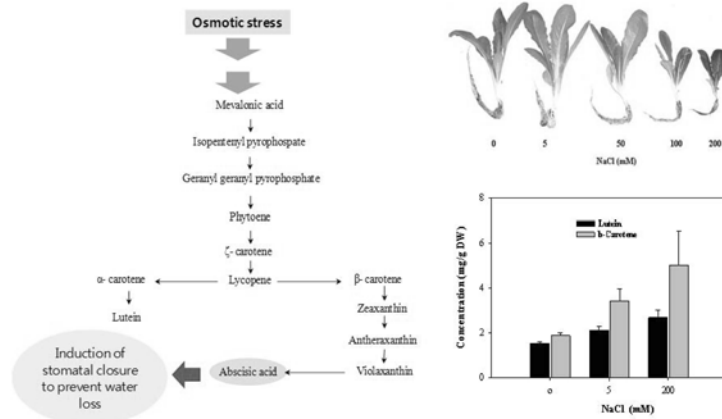 Osmotic stress
Mevalonic acid
Isopentenyl pyrophospate
Geranyl geranyl pyrophosphate
Phytoene
ζ- carotene
α- carotene
Lycopene
β- carotene
Lutein
Zeaxanthin
Antheraxanthin
Violaxanthin
Abscisic acid
Induction of
stomatal closure
to prevent water
loss
0 5 50 100 200
NaCl (mM)
Concentration (mg/g DW)
8
6
4
2
0
Lutein
b-Carotene
0 5 200
NaCl (mM)